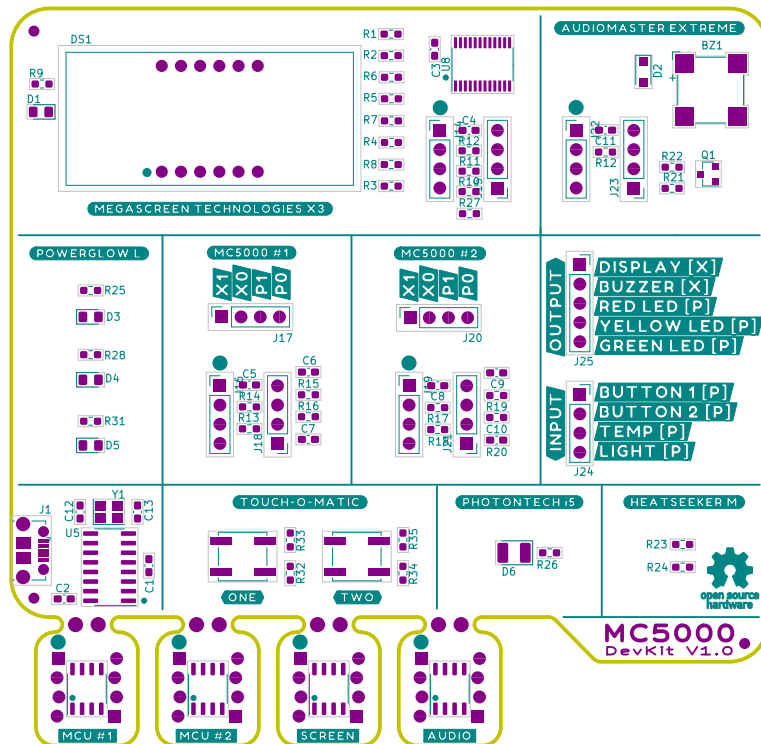 AUDIOMASTER EXTREME
DS1
R1
R2
R6
R5
R7
R4
R8
R3
C3
U8
J14
C4
R12
R11
R10
R27
D2
BZ1
+
J22
C11
R12
J23
R22
R21
Q1
R9
D1
MEGASCREEN TECHNOLOGIES X3
POWERGLOW L
R25
D3
R28
D4
R31
D5
MC5000 #1
X1
X0
P1
P0
J17
J16
C5
R14
R13
J18
C6
R15
R16
C7
MC5000 #2
X1
X0
P1
P0
J20
J19
C8
R17
R18
J21
C9
R19
C10
R20
OUTPUT
DISPLAY [X]
BUZZER [X]
RED LED [P]
YELLOW LED [P]
GREEN LED [P]
J25
INPUT
BUTTON 1 [P]
BUTTON 2 [P]
TEMP [P]
LIGHT [P]
J24
J1
C12
Y1
C13
U5
C1
C2
TOUCH-O-MATIC
R33
R32
R35
R34
ONE
TWO
PHOTONTECH i5
D6
R26
HEATSEEKER M
R23
R24
open source
hardware
MC5000
DevKit V1.0
MCU #1
MCU #2
SCREEN
AUDIO